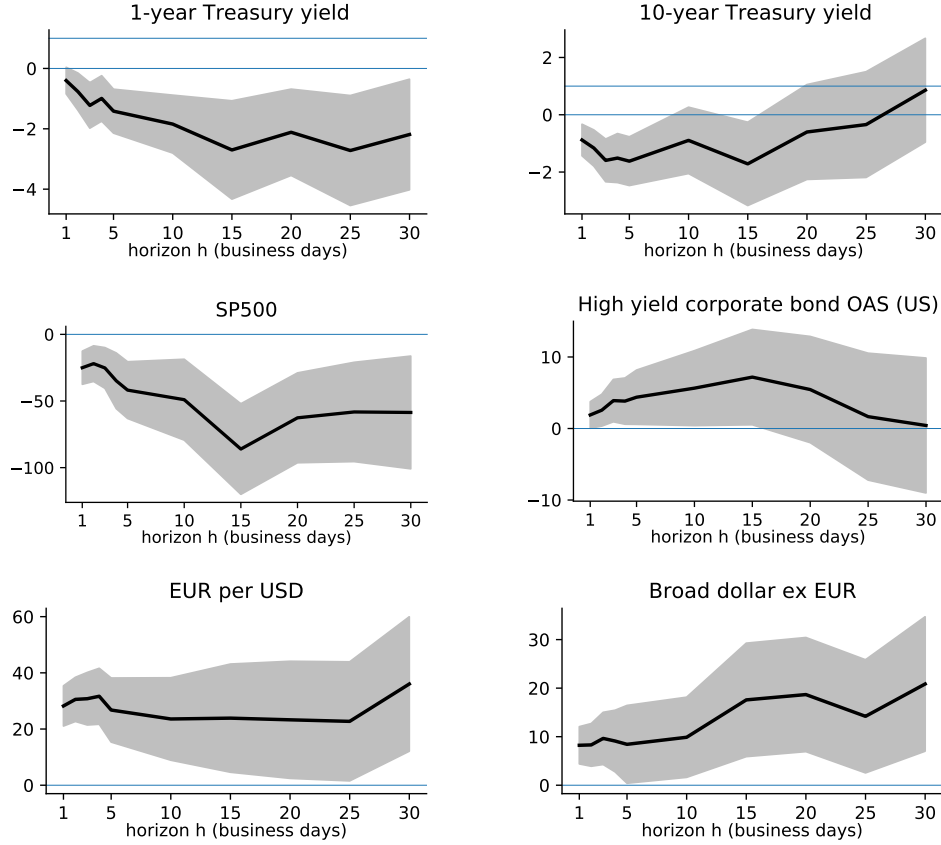 1-year Treasury yield
0
−2
−4
1 5 10 15 20 25 30
horizon h (business days)
10-year Treasury yield
2
0
−2
1 5 10 15 20 25 30
horizon h (business days)
SP500
0
−50
−100
1 5 10 15 20 25 30
horizon h (business days)
High yield corporate bond OAS (US)
10
0
−10
1 5 10 15 20 25 30
horizon h (business days)
EUR per USD
60
40
20
0
1 5 10 15 20 25 30
horizon h (business days)
Broad dollar ex EUR
30
20
10
0
1 5 10 15 20 25 30
horizon h (business days)